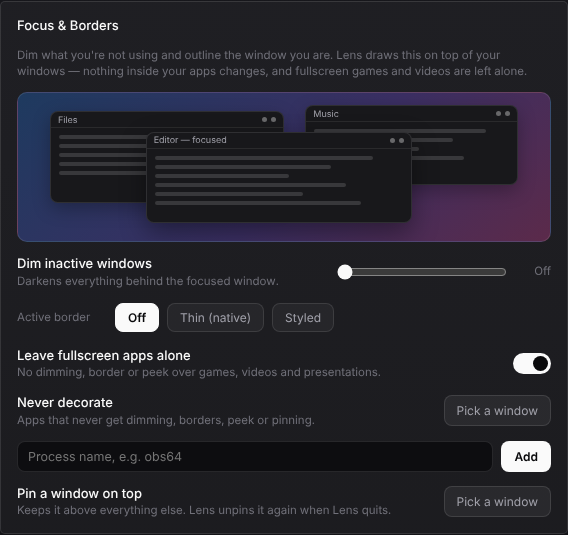 Focus & Borders
Dim what you're not using and outline the window you are. Lens draws this on top of your
windows — nothing inside your apps changes, and fullscreen games and videos are left alone.
Files
Music
Editor — focused
Dim inactive windows
Darkens everything behind the focused window.
Off
Active border
Off
Thin (native)
Styled
Leave fullscreen apps alone
No dimming, border or peek over games, videos and presentations.
Never decorate
Apps that never get dimming, borders, peek or pinning.
Pick a window
Process name, e.g. obs64
Add
Pin a window on top
Keeps it above everything else. Lens unpins it again when Lens quits.
Pick a window